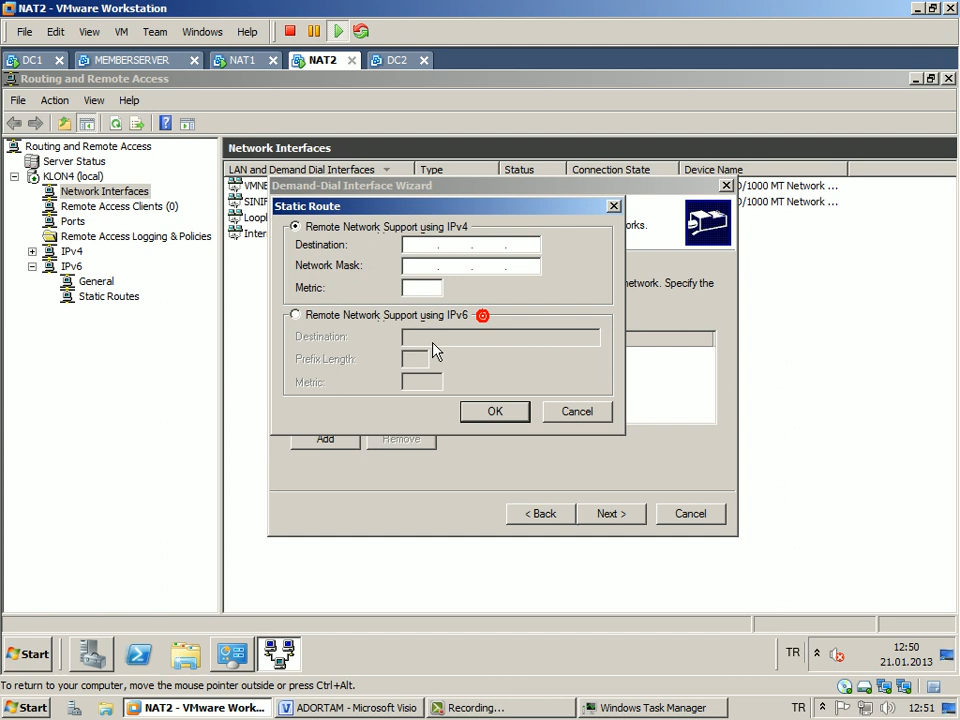 NAT2 - VMware Workstation
File Edit View VM Team Windows Help
DC1 MEMBERSERVER NAT1 NAT2 DC2
Routing and Remote Access
File Action View Help
Routing and Remote Access
Server Status
KLON4 (local)
Network Interfaces
Remote Access Clients (0)
Ports
Remote Access Logging & Policies
IPv4
IPv6
General
Static Routes
Network Interfaces
LAN and Demand Dial Interfaces Type Status Connection State Device Name
Demand-Dial Interface Wizard
0/1000 MT Network ...
0/1000 MT Network ...
Static Route
Remote Network Support using IPv4
Destination:
Network Mask:
Metric:
Remote Network Support using IPv6
Destination:
Prefix Length:
Metric:
OK Cancel
network. Specify the
Add Remove
< Back Next > Cancel
Start TR 12:50
21.01.2013
To return to your computer, move the mouse pointer outside or press Ctrl+Alt.
Start NAT2 - VMware Work... ADORTAM - Microsoft Visio Recording... Windows Task Manager TR 12:51